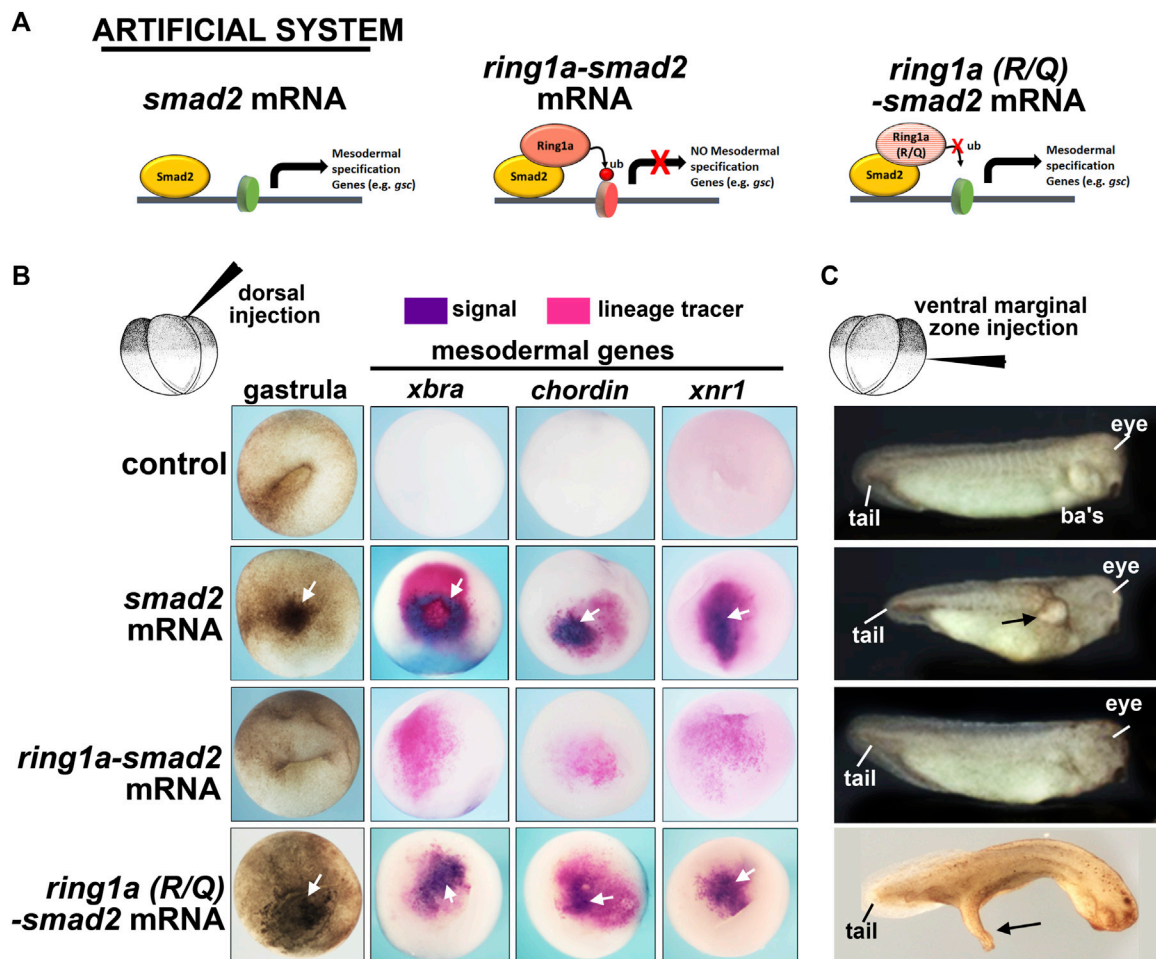 A
ARTIFICIAL SYSTEM
smad2 mRNA
Smad2
Mesodermal
specification
Genes (e.g. gsc)
ring1a-smad2
mRNA
Ring1a
ub
Smad2
NO Mesodermal
specification
Genes (e.g. gsc)
ring1a (R/Q)
-smad2 mRNA
Ring1a
(R/Q)
ub
Smad2
Mesodermal
specification
Genes (e.g. gsc)
B
dorsal
injection
signal
lineage tracer
mesodermal genes
gastrula
xbra
chordin
xnr1
control
smad2
mRNA
ring1a-smad2
mRNA
ring1a (R/Q)
-smad2 mRNA
C
ventral marginal
zone injection
eye
tail
ba's
eye
tail
eye
tail
tail